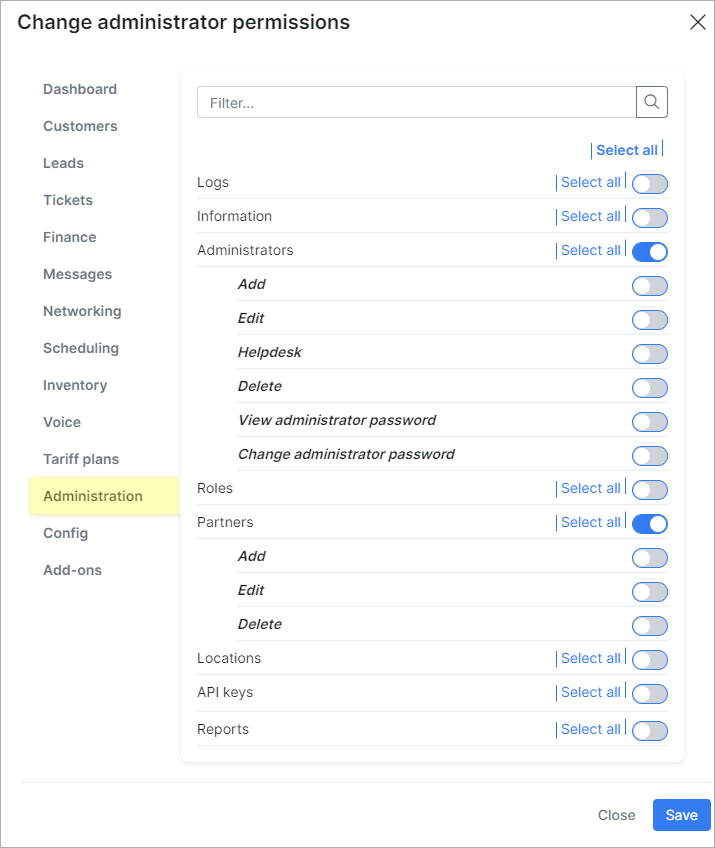 Change administrator permissions
Dashboard
Customers
Leads
Tickets
Finance
Messages
Networking
Scheduling
Inventory
Voice
Tariff plans
Administration
Config
Add-ons
Filter...
Select all
Logs Select all
Information Select all
Administrators Select all
Add
Edit
Helpdesk
Delete
View administrator password
Change administrator password
Roles Select all
Partners Select all
Add
Edit
Delete
Locations Select all
API keys Select all
Reports Select all
Close Save